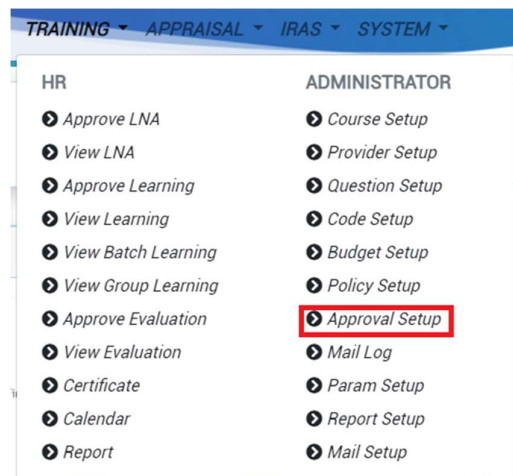 TRAINING APPRAISAL IRAS SYSTEM
HR
Approve LNA
View LNA
Approve Learning
View Learning
View Batch Learning
View Group Learning
Approve Evaluation
View Evaluation
Certificate
Calendar
Report
ADMINISTRATOR
Course Setup
Provider Setup
Question Setup
Code Setup
Budget Setup
Policy Setup
Approval Setup
Mail Log
Param Setup
Report Setup
Mail Setup